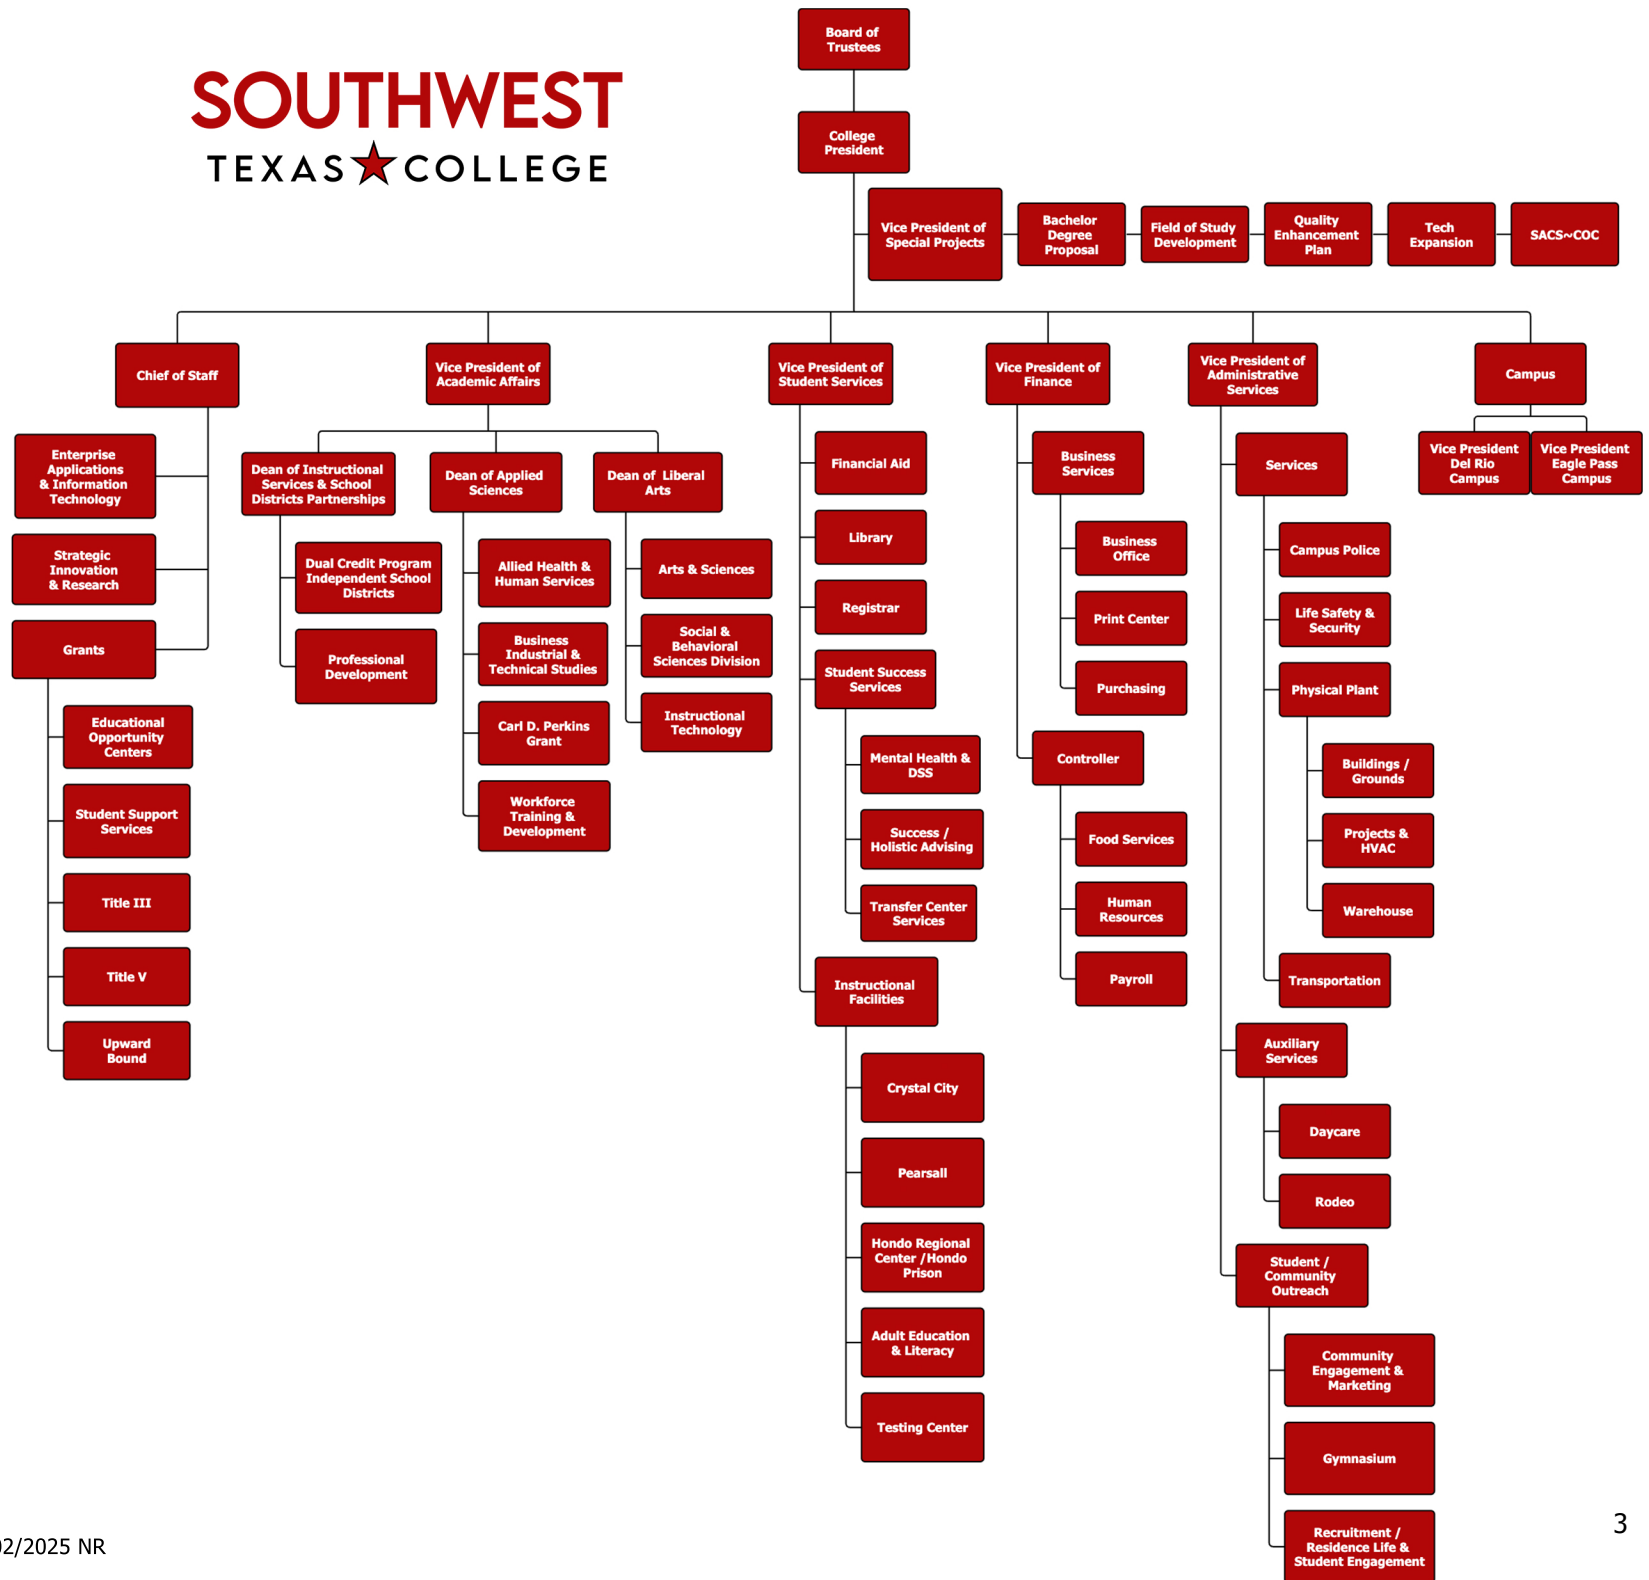 Board of
Trustees
SOUTHWEST
TEXAS COLLEGE
College
President
Vice President of
Special Projects
Bachelor
Degree
Proposal
Field of Study
Development
Quality
Enhancement
Plan
Tech
Expansion
SACS~COC
Chief of Staff
Enterprise
Applications
& Information
Technology
Strategic
Innovation
& Research
Grants
Educational
Opportunity
Centers
Student Support
Services
Title III
Title V
Upward
Bound
Vice President of
Academic Affairs
Dean of Instructional
Services & School
Districts Partnerships
Dual Credit Program
Independent School
Districts
Professional
Development
Dean of Applied
Sciences
Allied Health &
Human Services
Business
Industrial &
Technical Studies
Carl D. Perkins
Grant
Workforce
Training &
Development
Dean of Liberal
Arts
Arts & Sciences
Social &
Behavioral
Sciences Division
Instructional
Technology
Vice President of
Student Services
Financial Aid
Library
Registrar
Student Success
Services
Mental Health &
DSS
Success /
Holistic Advising
Transfer Center
Services
Instructional
Facilities
Crystal City
Pearsall
Hondo Regional
Center /Hondo
Prison
Adult Education
& Literacy
Testing Center
Vice President of
Finance
Business
Services
Business
Office
Print Center
Purchasing
Controller
Food Services
Human
Resources
Payroll
Vice President of
Administrative
Services
Services
Campus Police
Life Safety &
Security
Physical Plant
Buildings /
Grounds
Projects &
HVAC
Warehouse
Transportation
Auxiliary
Services
Daycare
Rodeo
Student /
Community
Outreach
Community
Engagement &
Marketing
Gymnasium
Recruitment /
Residence Life &
Student Engagement
Campus
Vice President
Del Rio
Campus
Vice President
Eagle Pass
Campus
02/2025 NR
3